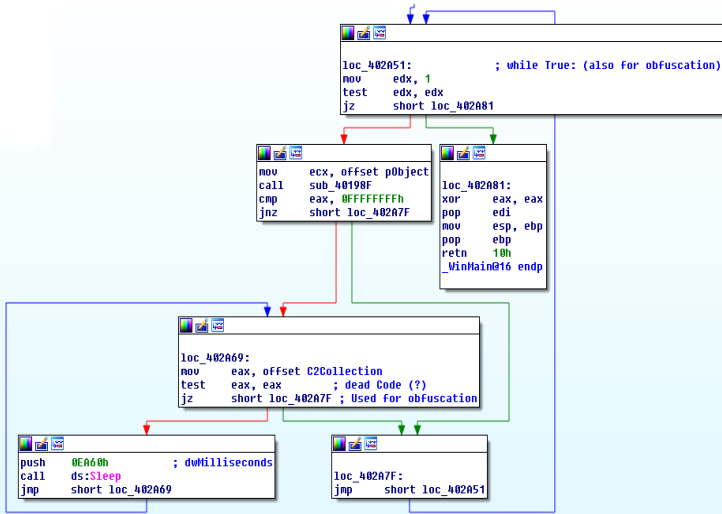 loc_402A51: ; while True: (also for obfuscation)
mov edx, 1
test edx, edx
jz short loc_402A81
mov ecx, offset pObject
call sub_40198F
cmp eax, 0FFFFFFFFh
jnz short loc_402A7F
loc_402A81:
xor eax, eax
pop edi
mov esp, ebp
pop ebp
retn 10h
_WinMain@16 endp
loc_402A69:
mov eax, offset C2Collection
test eax, eax ; dead Code (?)
jz short loc_402A7F ; Used for obfuscation
push 0EA60h ; dwMilliseconds
call ds:Sleep
jmp short loc_402A69
loc_402A7F:
jmp short loc_402A51